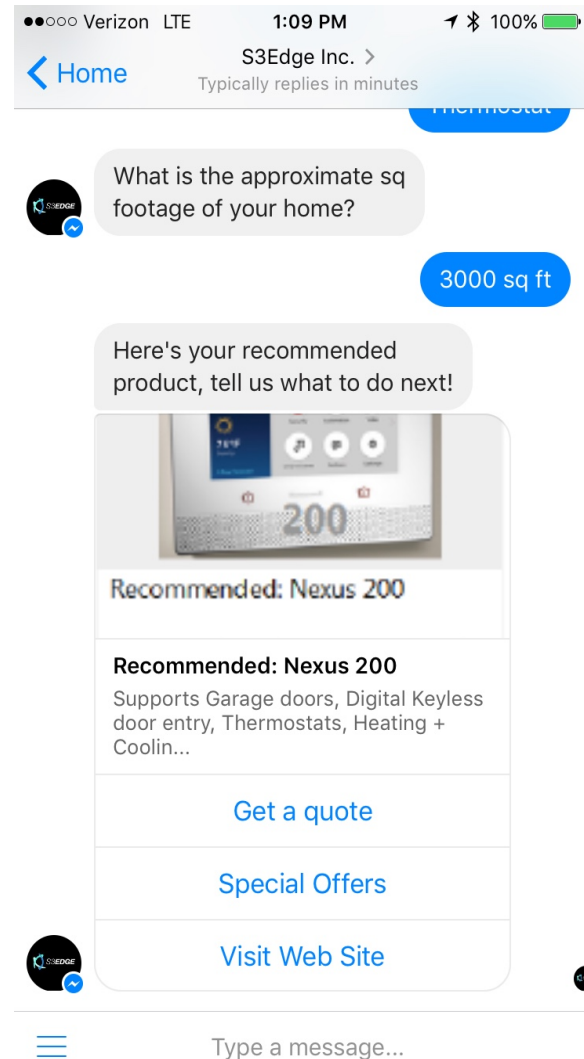 Verizon LTE 1:09 PM 100%
Home
S3Edge Inc. >
Typically replies in minutes
Thermostat
What is the approximate sq
footage of your home?
S3EDGE
3000 sq ft
Here's your recommended
product, tell us what to do next!
200
Recommended: Nexus 200
Recommended: Nexus 200
Supports Garage doors, Digital Keyless
door entry, Thermostats, Heating +
Coolin...
Get a quote
Special Offers
Visit Web Site
S3EDGE
Type a message...